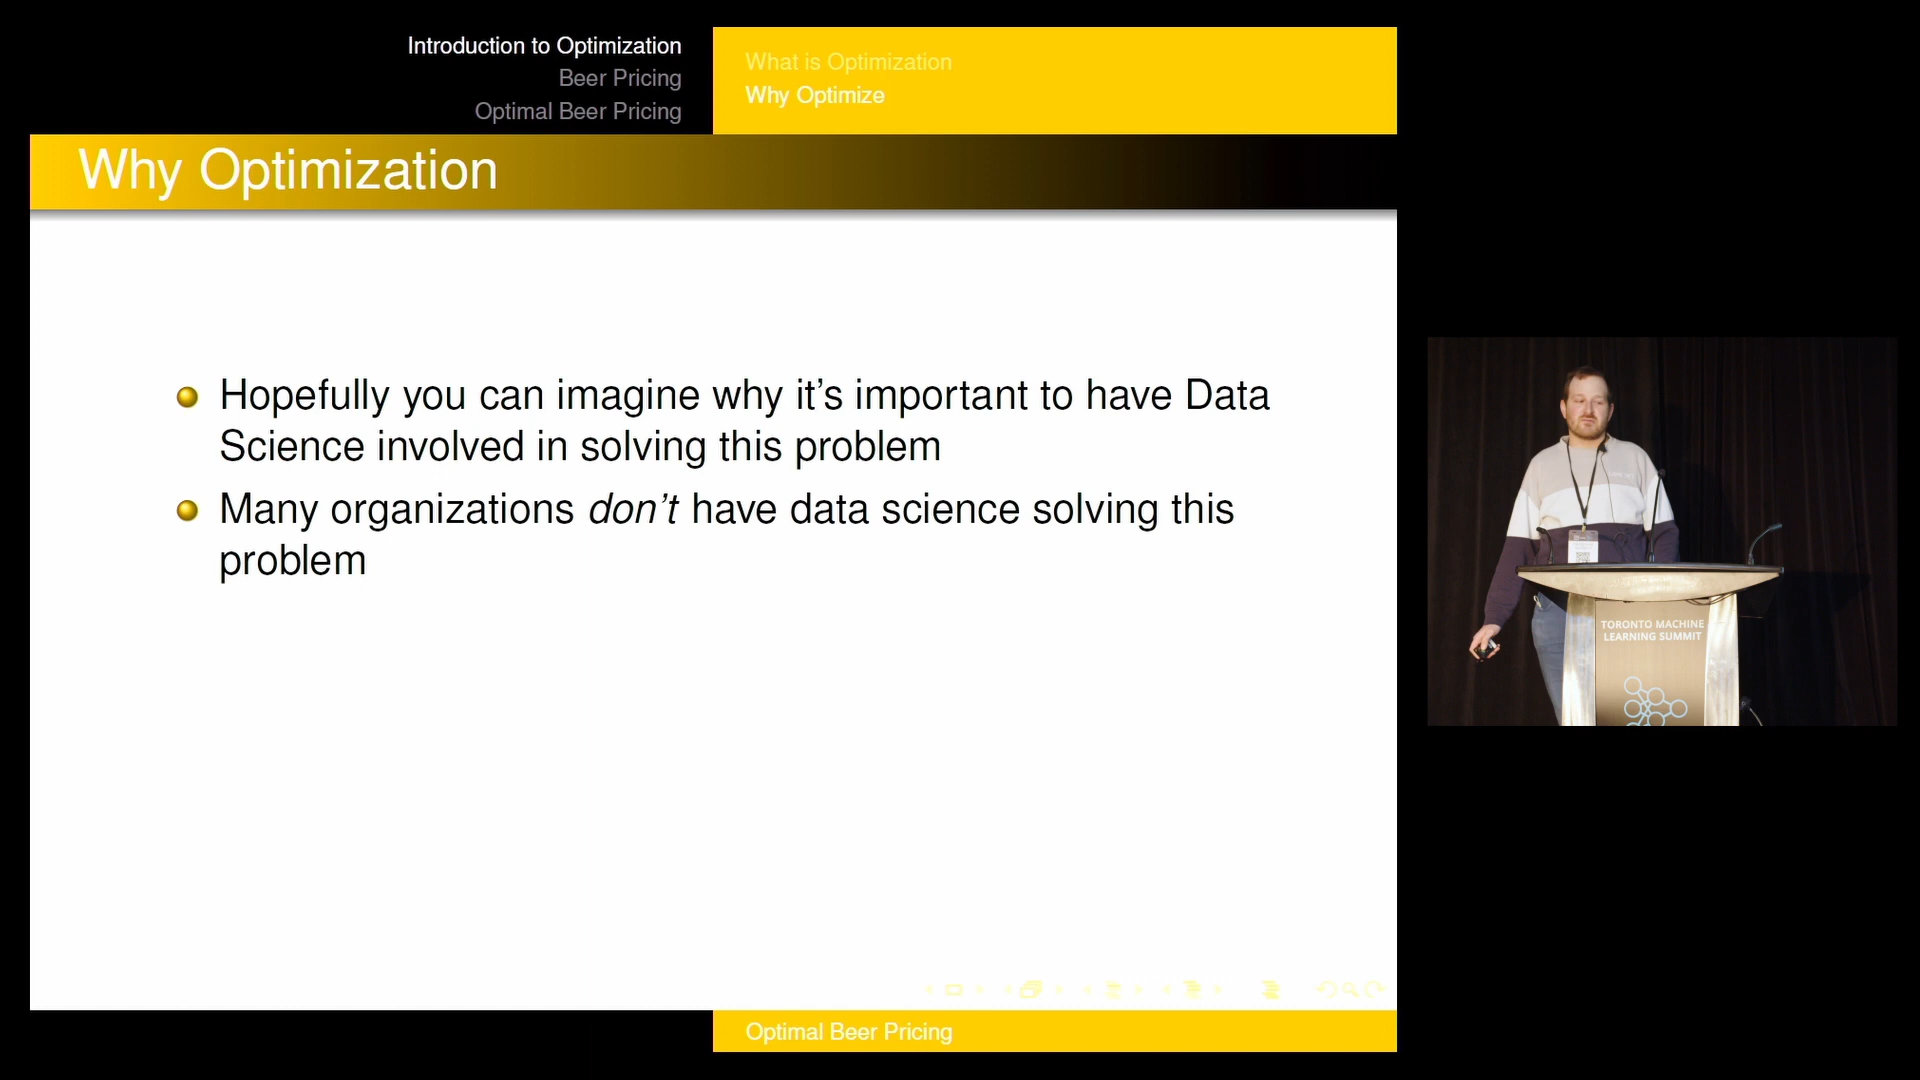 Introduction to Optimization
Beer Pricing
Optimal Beer Pricing
What is Optimization
Why Optimize
Why Optimization
Hopefully you can imagine why it's important to have Data
Science involved in solving this problem
Many organizations don't have data science solving this
problem
Optimal Beer Pricing
TORONTO MACHINE
LEARNING SUMMIT